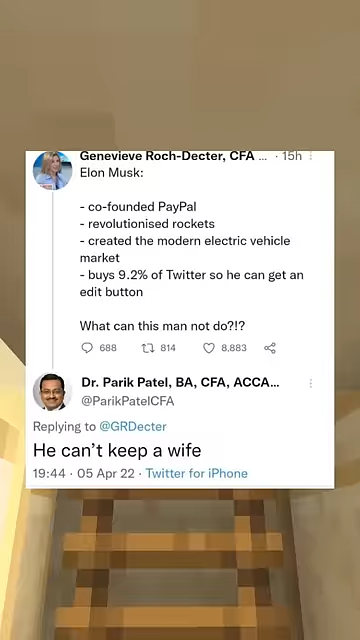 Genevieve Roch-Decter, CFA ... · 15h
Elon Musk:
- co-founded PayPal
- revolutionised rockets
- created the modern electric vehicle
market
- buys 9.2% of Twitter so he can get an
edit button
What can this man not do?!?
688 814 8,883
Dr. Parik Patel, BA, CFA, ACCA...
@ParikPatelCFA
Replying to @GRDecter
He can’t keep a wife
19:44 · 05 Apr 22 · Twitter for iPhone